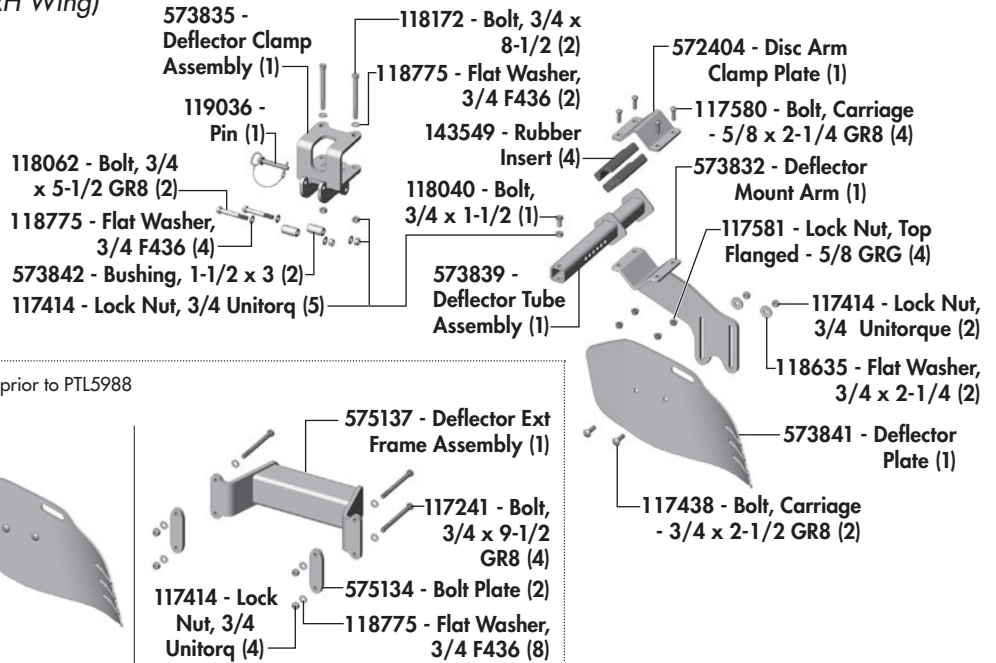 H Wing)
573835 -
Deflector Clamp
Assembly (1)
118172 - Bolt, 3/4 x
8-1/2 (2)
118775 - Flat Washer,
3/4 F436 (2)
119036 -
Pin (1)
143549 - Rubber
Insert (4)
118062 - Bolt, 3/4
x 5-1/2 GR8 (2)
118040 - Bolt,
3/4 x 1-1/2 (1)
118775 - Flat Washer,
3/4 F436 (4)
573842 - Bushing, 1-1/2 x 3 (2)
117414 - Lock Nut, 3/4 Unitorq (5)
573839 -
Deflector Tube
Assembly (1)
572404 - Disc Arm
Clamp Plate (1)
117580 - Bolt, Carriage
- 5/8 x 2-1/4 GR8 (4)
573832 - Deflector
Mount Arm (1)
117581 - Lock Nut, Top
Flanged - 5/8 GRG (4)
117414 - Lock Nut,
3/4 Unitorque (2)
118635 - Flat Washer,
3/4 x 2-1/4 (2)
573841 - Deflector
Plate (1)
117438 - Bolt, Carriage
- 3/4 x 2-1/2 GR8 (2)
prior to PTL5988
575137 - Deflector Ext
Frame Assembly (1)
117241 - Bolt,
3/4 x 9-1/2
GR8 (4)
575134 - Bolt Plate (2)
117414 - Lock
Nut, 3/4
Unitorq (4)
118775 - Flat Washer,
3/4 F436 (8)